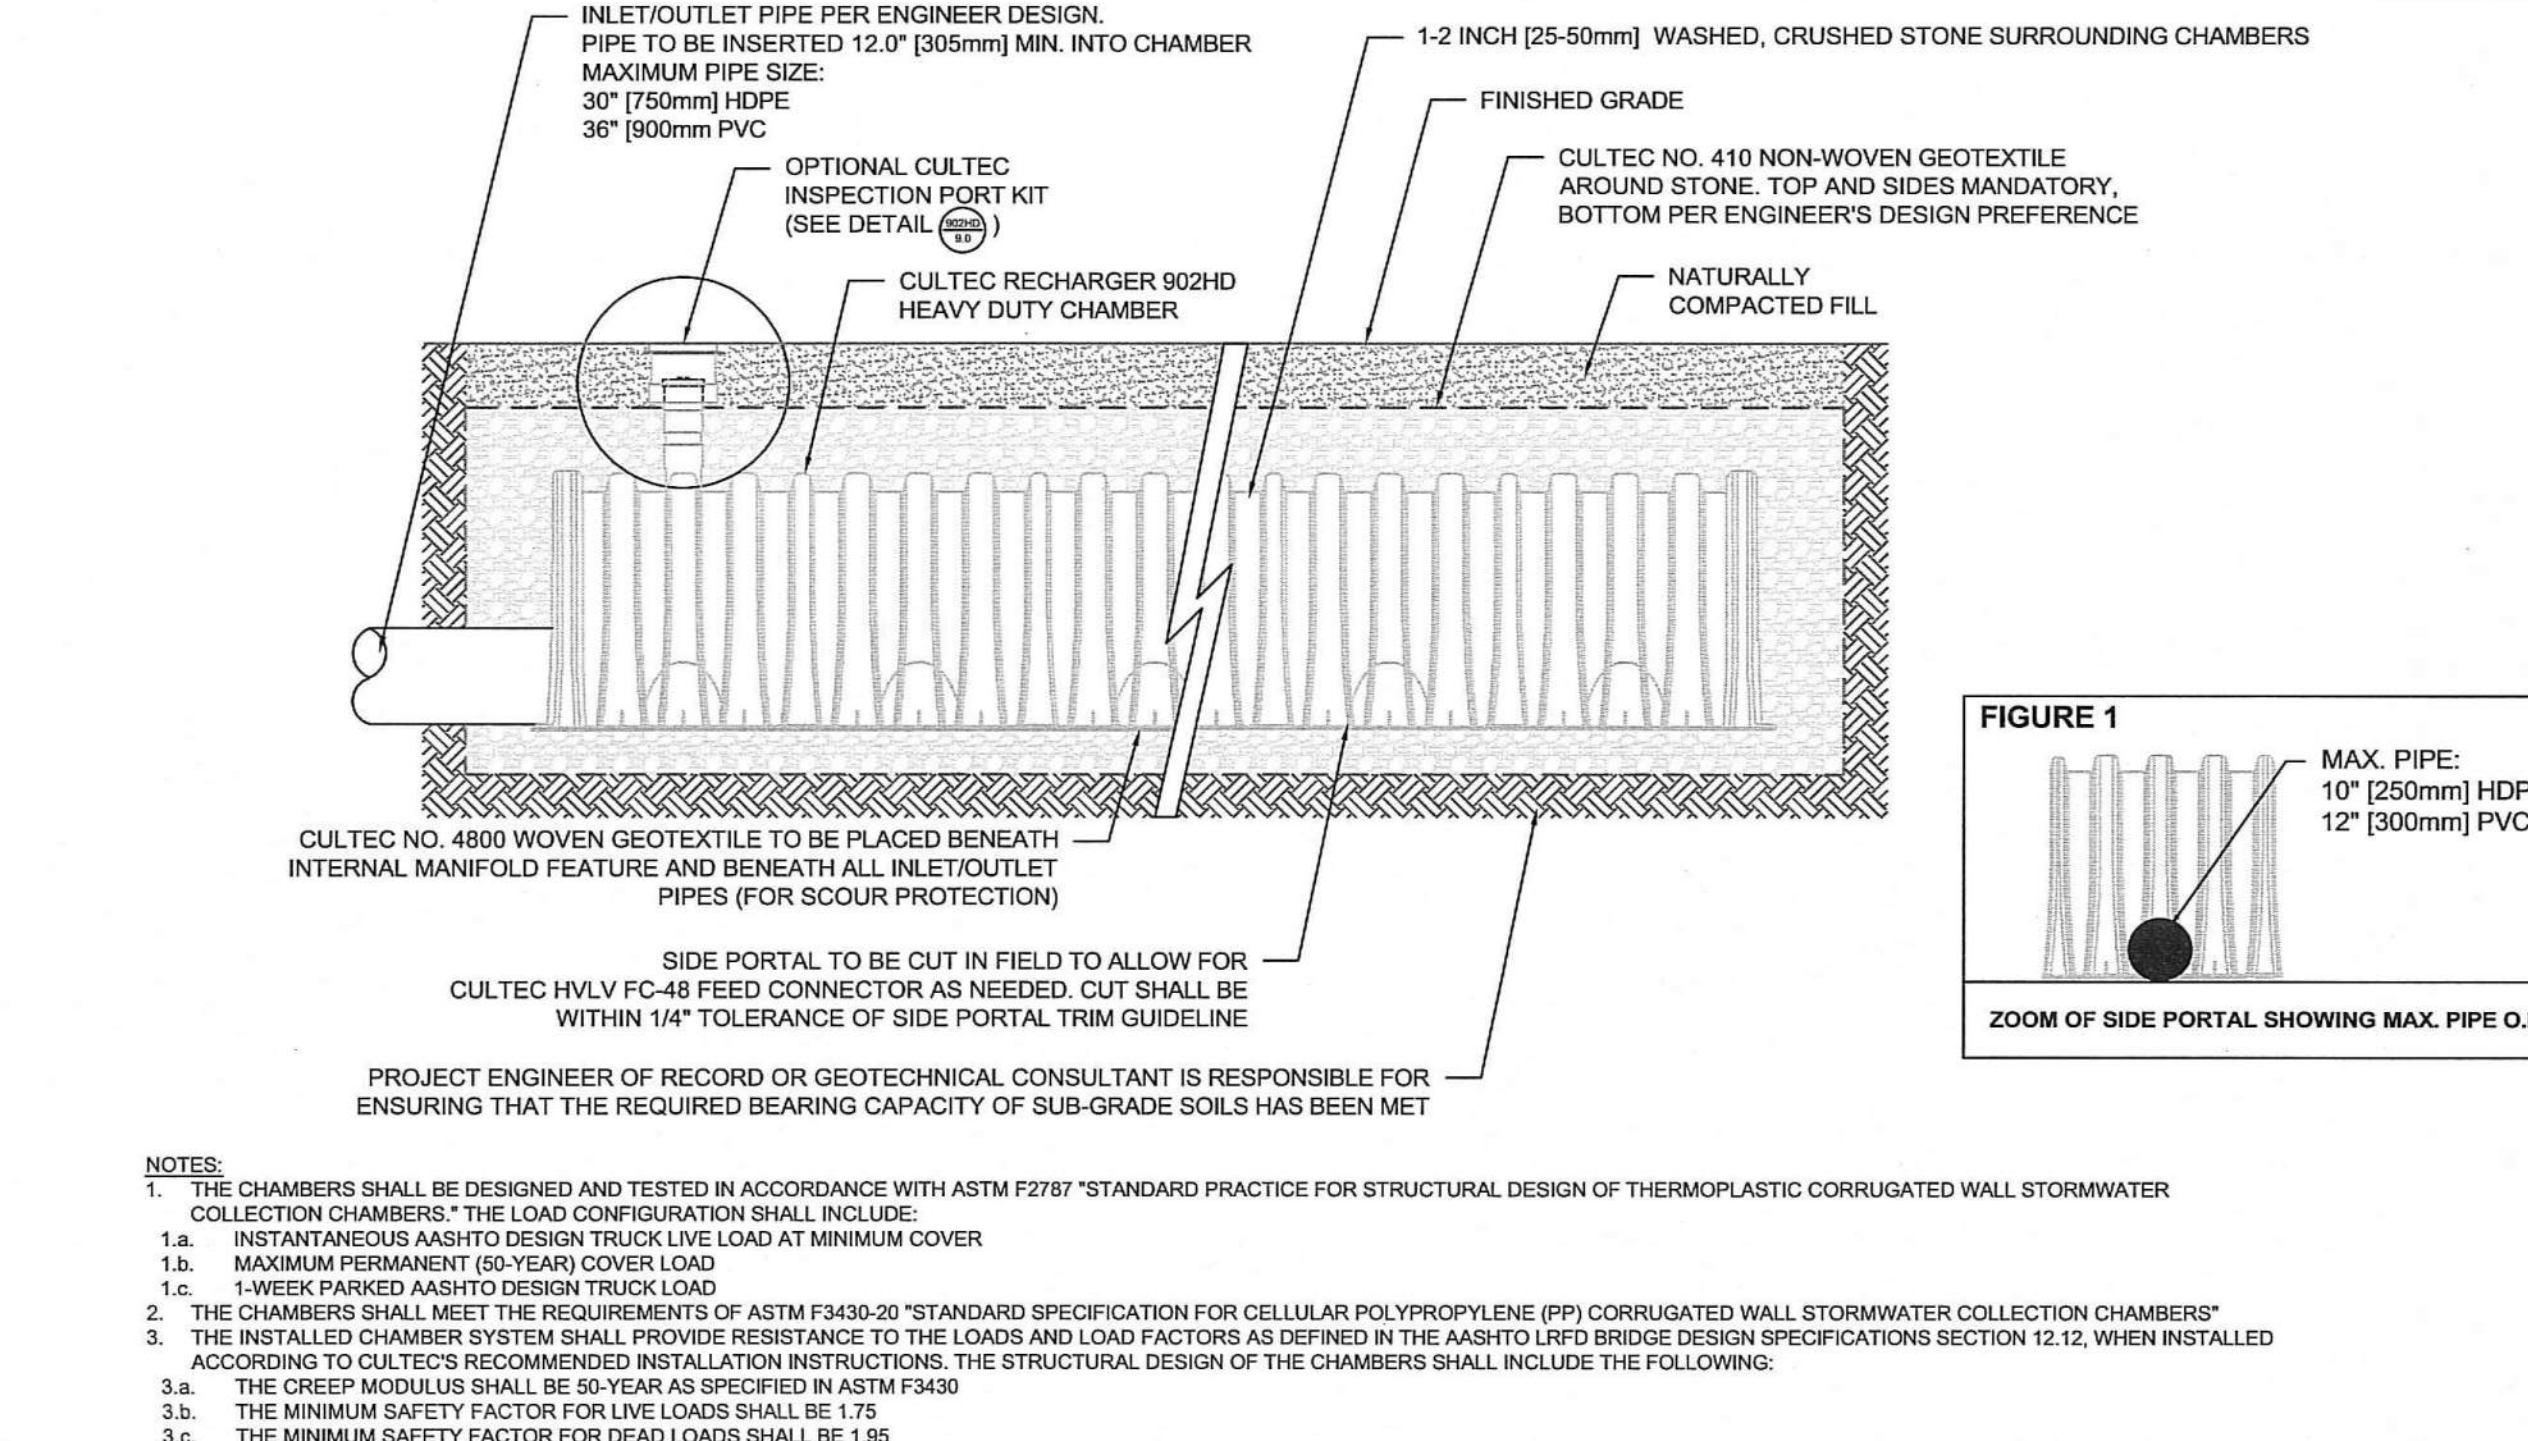 INLET/OUTLET PIPE PER ENGINEER DESIGN.
PIPE TO BE INSERTED 12.0" [305mm] MIN. INTO CHAMBER
MAXIMUM PIPE SIZE:
30" [750mm] HDPE
36" [900mm PVC
1-2 INCH [25-50mm] WASHED, CRUSHED STONE SURROUNDING CHAMBERS
FINISHED GRADE
CULTEC NO. 410 NON-WOVEN GEOTEXTILE
AROUND STONE. TOP AND SIDES MANDATORY,
BOTTOM PER ENGINEER'S DESIGN PREFERENCE
OPTIONAL CULTEC
INSPECTION PORT KIT
(SEE DETAIL 902HD 9.0 )
CULTEC RECHARGER 902HD
HEAVY DUTY CHAMBER
NATURALLY
COMPACTED FILL
FIGURE 1
MAX. PIPE:
10" [250mm] HDP
12" [300mm] PVC
ZOOM OF SIDE PORTAL SHOWING MAX. PIPE O.
CULTEC NO. 4800 WOVEN GEOTEXTILE TO BE PLACED BENEATH
INTERNAL MANIFOLD FEATURE AND BENEATH ALL INLET/OUTLET
PIPES (FOR SCOUR PROTECTION)
SIDE PORTAL TO BE CUT IN FIELD TO ALLOW FOR
CULTEC HVLV FC-48 FEED CONNECTOR AS NEEDED. CUT SHALL BE
WITHIN 1/4" TOLERANCE OF SIDE PORTAL TRIM GUIDELINE
PROJECT ENGINEER OF RECORD OR GEOTECHNICAL CONSULTANT IS RESPONSIBLE FOR
ENSURING THAT THE REQUIRED BEARING CAPACITY OF SUB-GRADE SOILS HAS BEEN MET
NOTES:
1. THE CHAMBERS SHALL BE DESIGNED AND TESTED IN ACCORDANCE WITH ASTM F2787 "STANDARD PRACTICE FOR STRUCTURAL DESIGN OF THERMOPLASTIC CORRUGATED WALL STORMWATER
COLLECTION CHAMBERS." THE LOAD CONFIGURATION SHALL INCLUDE:
1.a. INSTANTANEOUS AASHTO DESIGN TRUCK LIVE LOAD AT MINIMUM COVER
1.b. MAXIMUM PERMANENT (50-YEAR) COVER LOAD
1.c. 1-WEEK PARKED AASHTO DESIGN TRUCK LOAD
2. THE CHAMBERS SHALL MEET THE REQUIREMENTS OF ASTM F3430-20 "STANDARD SPECIFICATION FOR CELLULAR POLYPROPYLENE (PP) CORRUGATED WALL STORMWATER COLLECTION CHAMBERS"
3. THE INSTALLED CHAMBER SYSTEM SHALL PROVIDE RESISTANCE TO THE LOADS AND LOAD FACTORS AS DEFINED IN THE AASHTO LRFD BRIDGE DESIGN SPECIFICATIONS SECTION 12.12, WHEN INSTALLED
ACCORDING TO CULTEC'S RECOMMENDED INSTALLATION INSTRUCTIONS. THE STRUCTURAL DESIGN OF THE CHAMBERS SHALL INCLUDE THE FOLLOWING:
3.a. THE CREEP MODULUS SHALL BE 50-YEAR AS SPECIFIED IN ASTM F3430
3.b. THE MINIMUM SAFETY FACTOR FOR LIVE LOADS SHALL BE 1.75
3.c. THE MINIMUM SAFETY FACTOR FOR DEAD LOADS SHALL BE 1.95